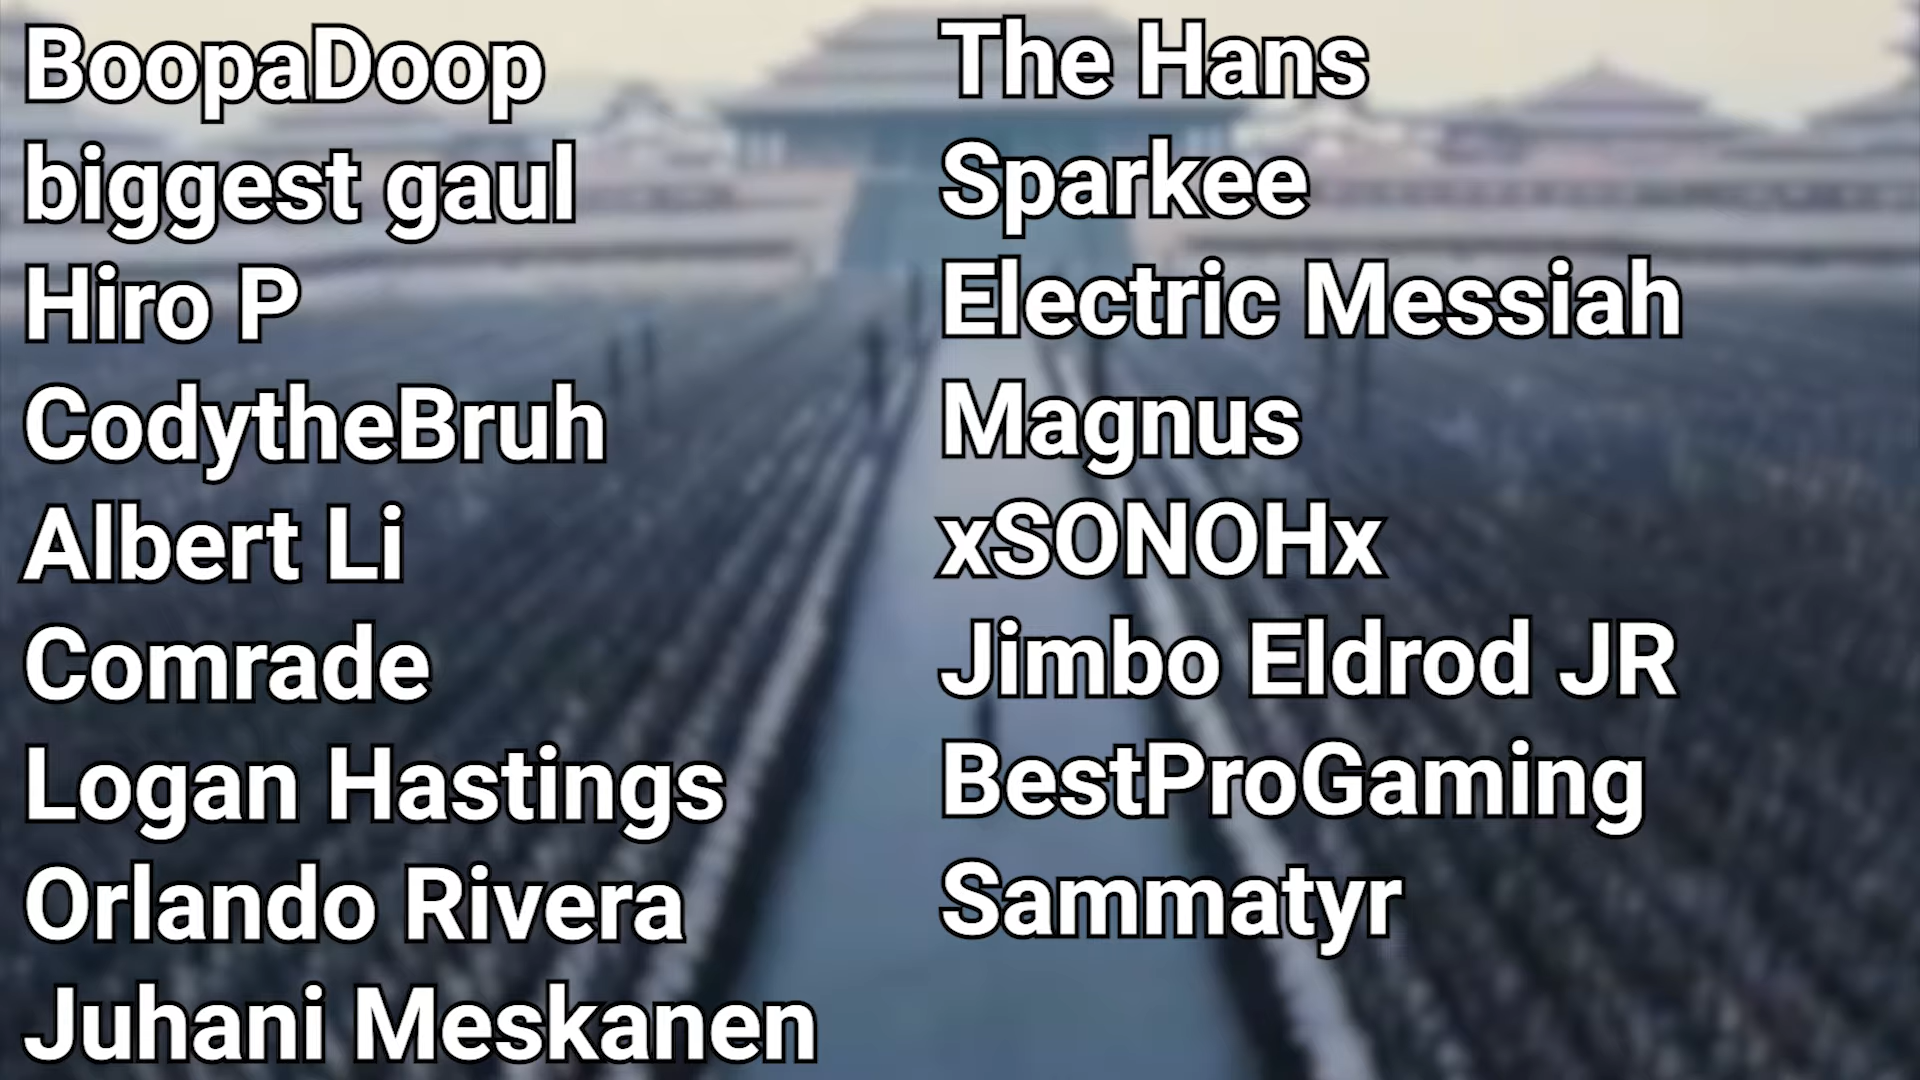 BoopaDoop
biggest gaul
Hiro P
CodytheBruh
Albert Li
Comrade
Logan Hastings
Orlando Rivera
Juhani Meskanen
The Hans
Sparkee
Electric Messiah
Magnus
xSONOHx
Jimbo Eldrod JR
BestProGaming
Sammatyr